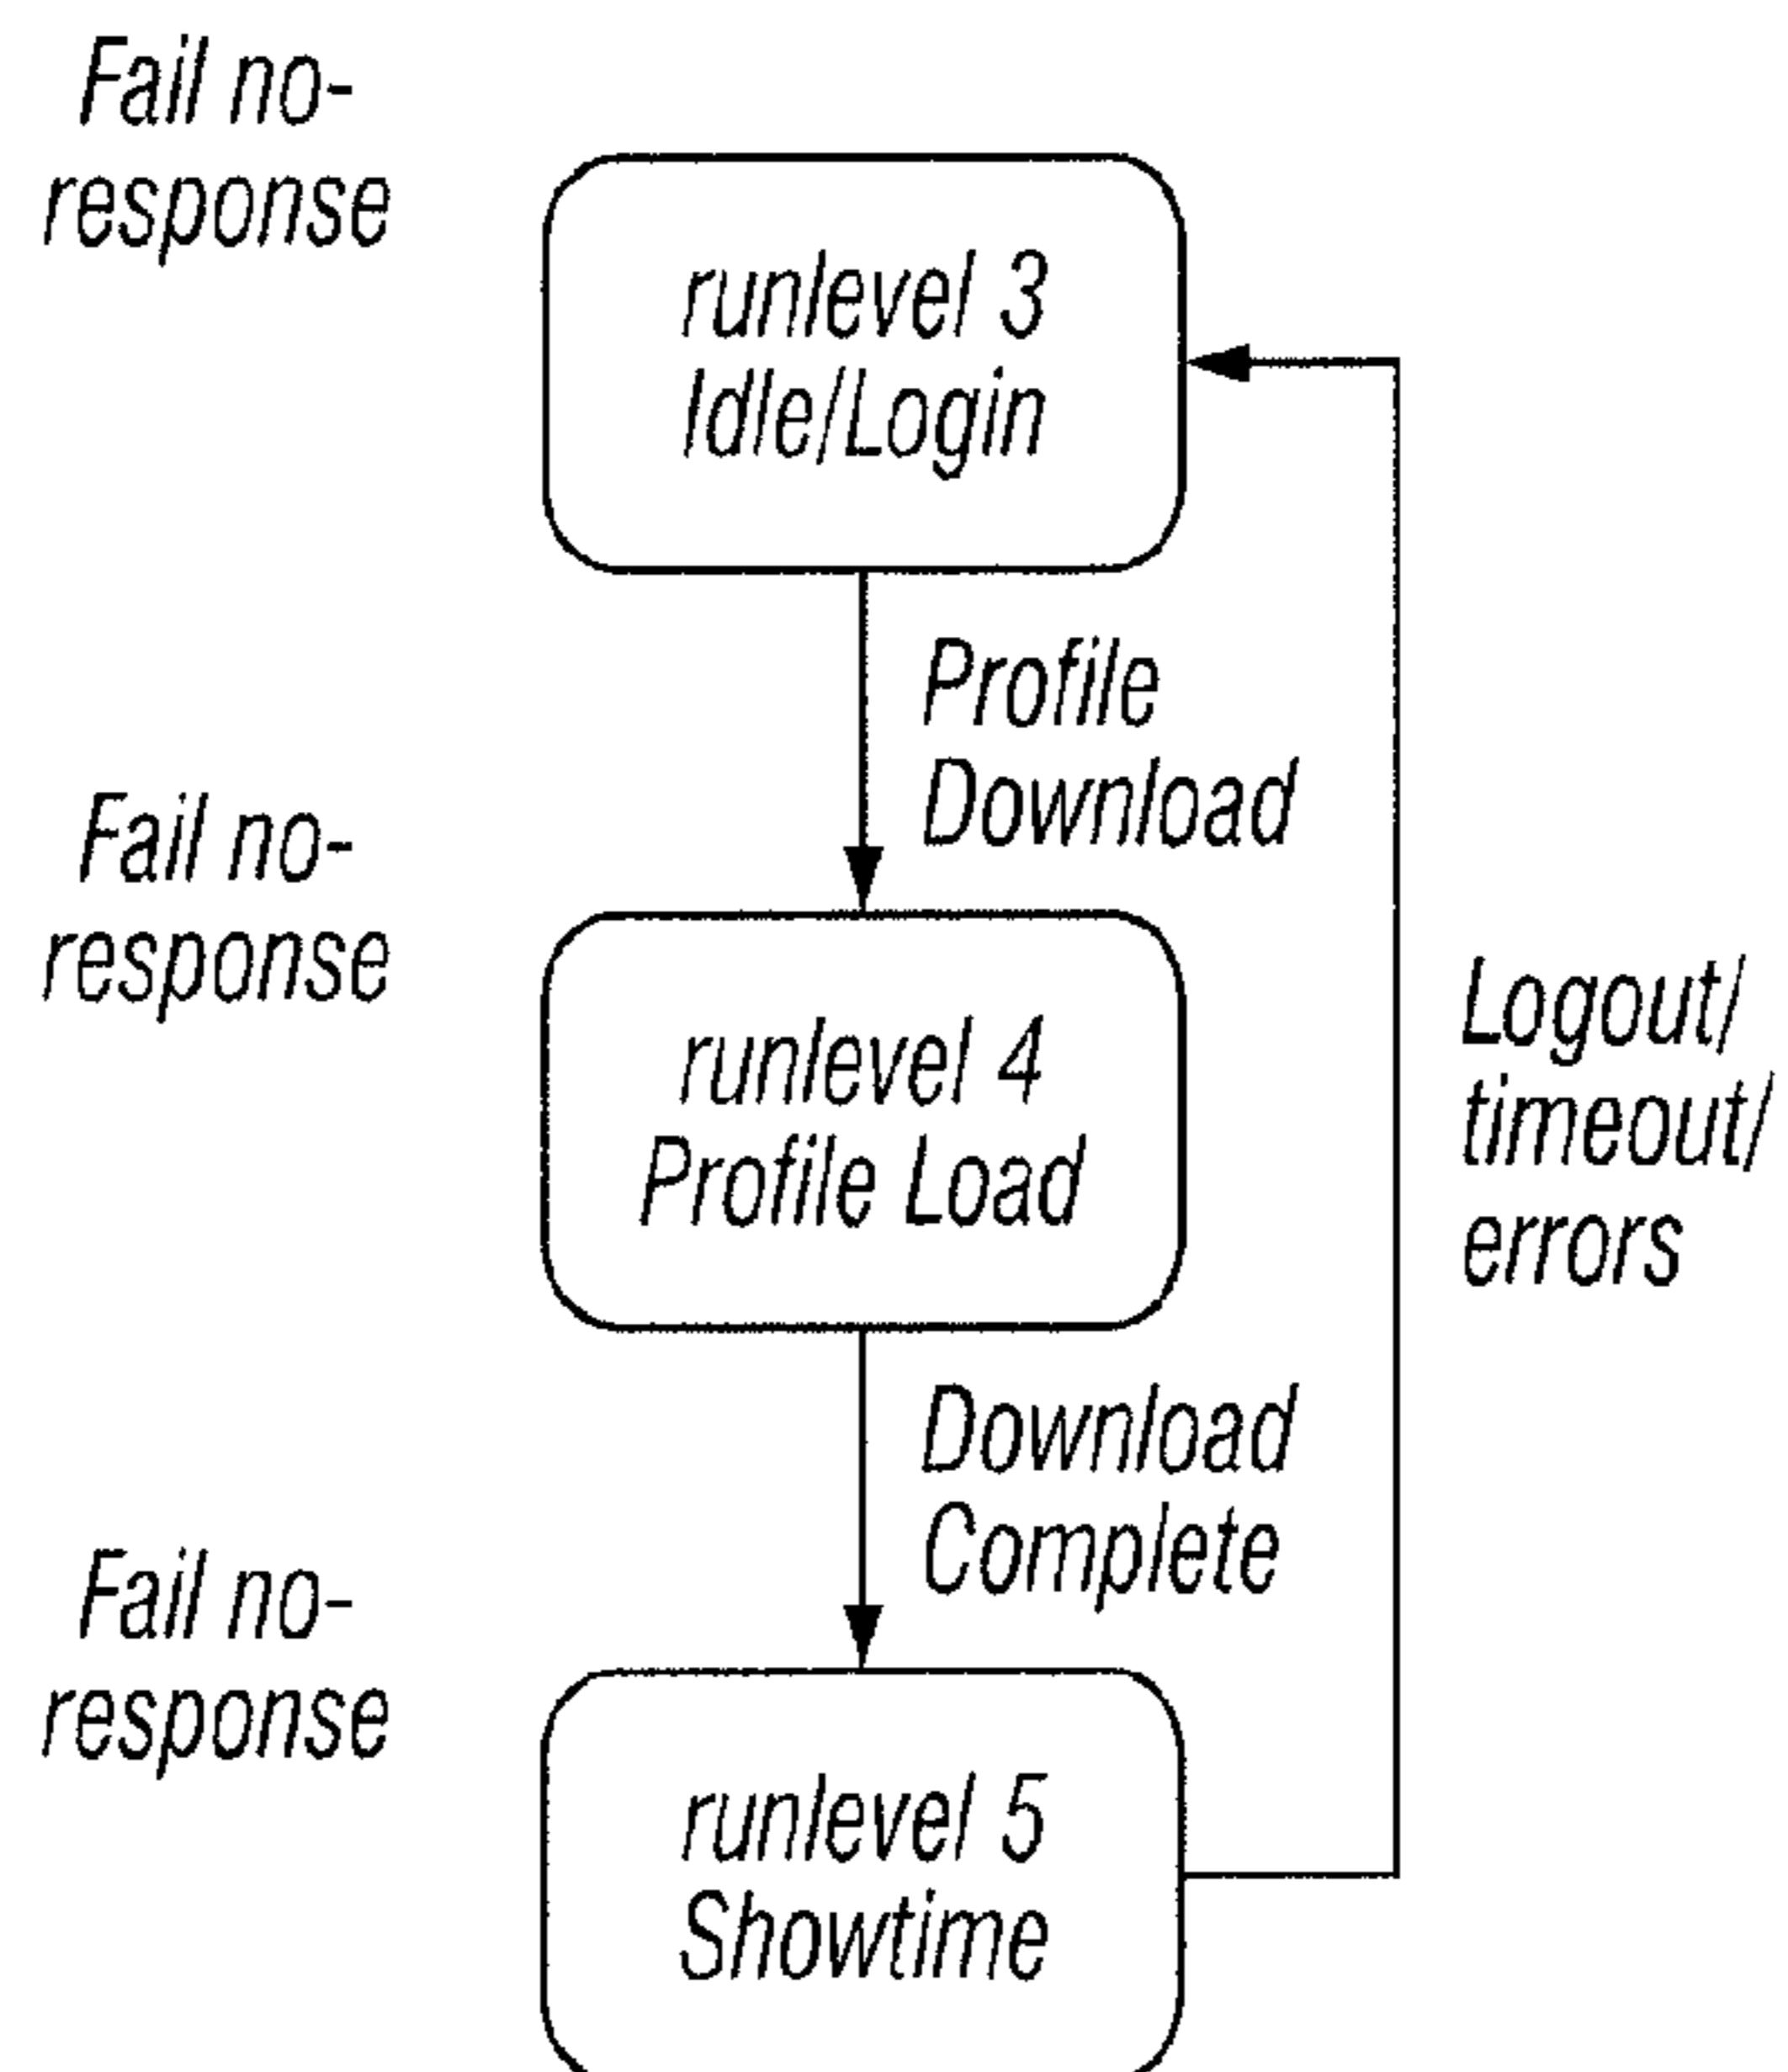 Fail no-
response
runlevel 3
Idle/Login
Profile
Download
Fail no-
response
runlevel 4
Profile Load
Logout/
timeout/
errors
Download
Complete
Fail no-
response
runlevel 5
Showtime